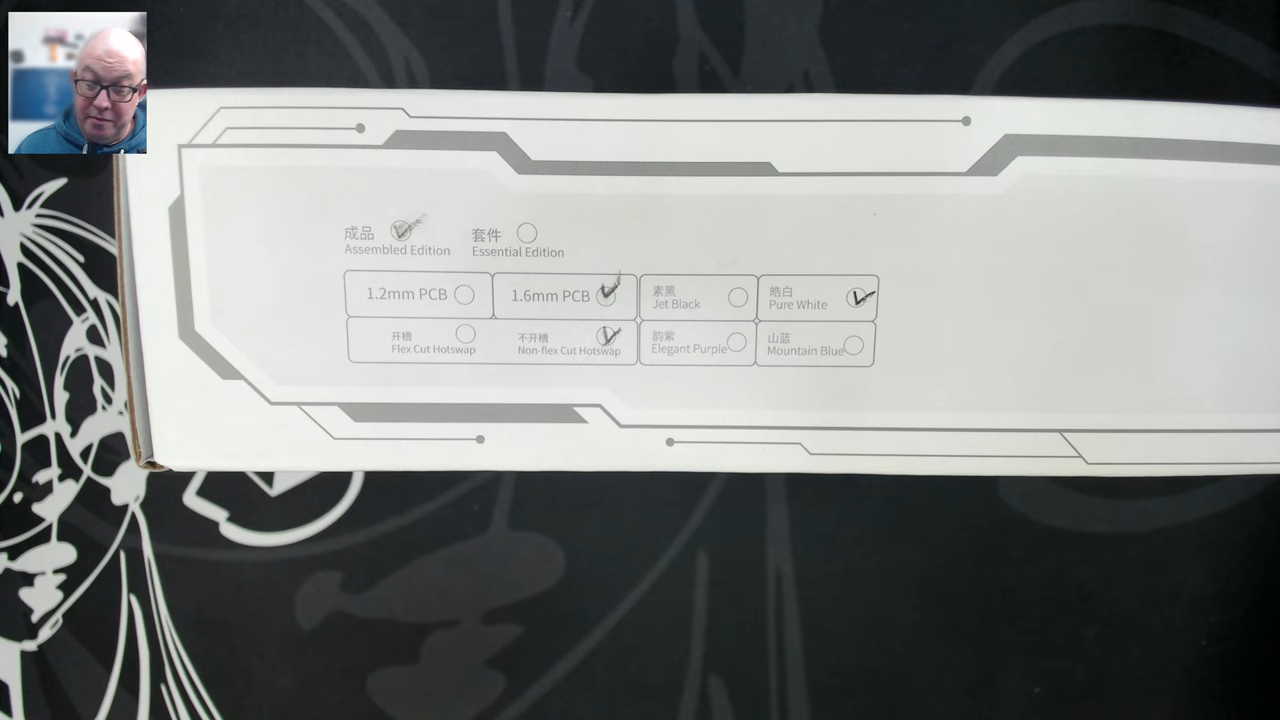 成品 套件
Assembled Edition Essential Edition
1.2mm PCB 1.6mm PCB 素黑 皓白
Jet Black Pure White
开槽 不开槽 韵紫 山蓝
Flex Cut Hotswap Non-flex Cut Hotswap Elegant Purple Mountain Blue